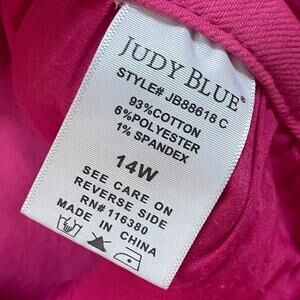 JUDY BLUE®
STYLE# JB88618 C
93%COTTON
6%POLYESTER
1% SPANDEX
14W
SEE CARE ON
REVERSE SIDE
RN# 116380
MADE IN CHINA